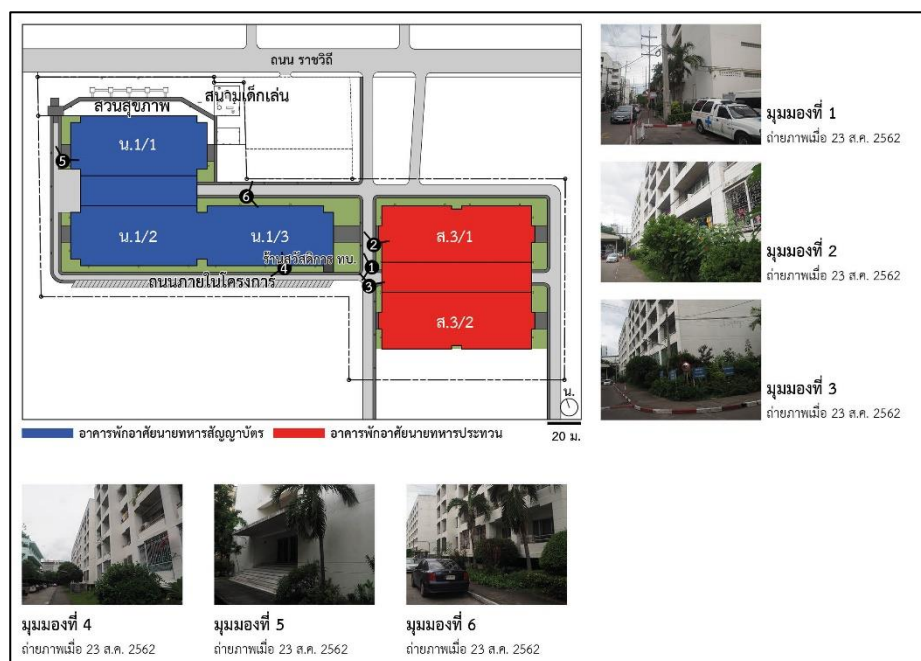 ถนน ราชวิถี
สนามเด็กเล่น
สวนสุขภาพ
น.1/1
5
6
น.1/2
น.1/3
ส.3/1
2
ร้านสวัสดิการ ทบ.
1
4
ถนนภายในโครงการ์
3
ส.3/2
น.
20 ม.
อาคารพักอาศัยนายทหารสัญญาบัตร
อาคารพักอาศัยนายทหารประทวน
มุมมองที่ 1
ถ่ายภาพเมื่อ 23 ส.ค. 2562
มุมมองที่ 2
ถ่ายภาพเมื่อ 23 ส.ค. 2562
มุมมองที่ 3
ถ่ายภาพเมื่อ 23 ส.ค. 2562
มุมมองที่ 4
ถ่ายภาพเมื่อ 23 ส.ค. 2562
มุมมองที่ 5
ถ่ายภาพเมื่อ 23 ส.ค. 2562
มุมมองที่ 6
ถ่ายภาพเมื่อ 23 ส.ค. 2562